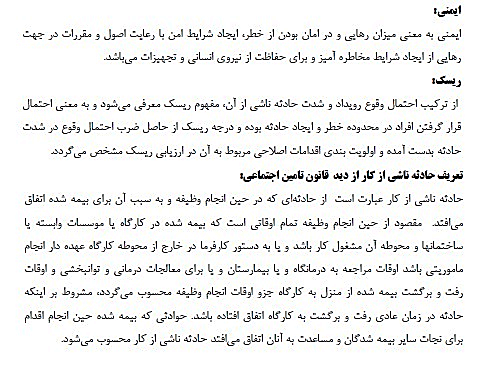 ایمنی:
ایمنی به معنی میزان رهایی و در امان بودن از خطر، ایجاد شرایط امن با رعایت اصول و مقررات در جهت
رهایی از ایجاد شرایط مخاطره آمیز و برای حفاظت از نیروی انسانی و تجهیزات می‌باشد.
ریسک:
از ترکیب احتمال وقوع رویداد و شدت حادثه ناشی از آن، مفهوم ریسک معرفی می‌شود و به معنی احتمال
قرار گرفتن افراد در محدوده خطر و ایجاد حادثه بوده و درجه ریسک از حاصل ضرب احتمال وقوع در شدت
حادثه بدست آمده و اولویت بندی اقدامات اصلاحی مربوط به آن در ارزیابی ریسک مشخص می‌گردد.
تعریف حادثه ناشی از کار از دید قانون تامین اجتماعی:
حادثه ناشی از کار عبارت است از حادثه‌ای که در حین انجام وظیفه و به سبب آن برای بیمه شده اتفاق
می‌افتد. مقصود از حین انجام وظیفه تمام اوقاتی است که بیمه شده در کارگاه یا موسسات وابسته یا
ساختمانها و محوطه آن مشغول کار باشد و یا به دستور کارفرما در خارج از محوطه کارگاه عهده دار انجام
ماموریتی باشد اوقات مراجعه به درمانگاه و یا بیمارستان و یا برای معالجات درمانی و توانبخشی و اوقات
رفت و برگشت بیمه شده از منزل به کارگاه جزو اوقات انجام وظیفه محسوب می‌گردد، مشروط بر اینکه
حادثه در زمان عادی رفت و برگشت به کارگاه اتفاق افتاده باشد. حوادثی که بیمه شده حین انجام اقدام
برای نجات سایر بیمه شدگان و مساعدت به آنان اتفاق می‌افتد حادثه ناشی از کار محسوب می‌شود.